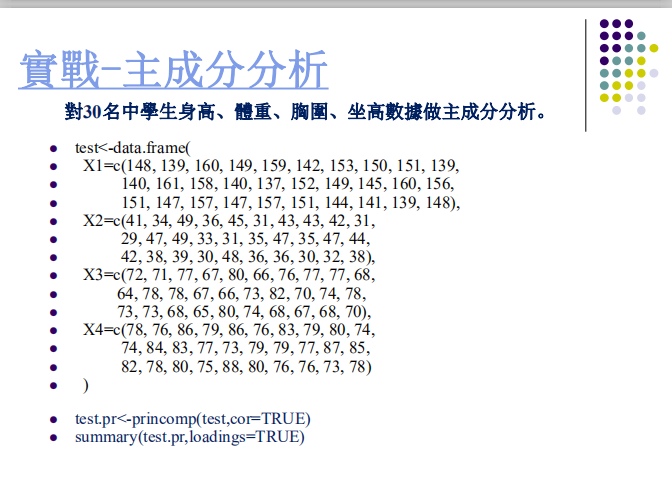 實戰-主成分分析
對30名中學生身高、體重、胸圍、坐高數據做主成分分析。
test<-data.frame(
X1=c(148, 139, 160, 149, 159, 142, 153, 150, 151, 139,
140, 161, 158, 140, 137, 152, 149, 145, 160, 156,
151, 147, 157, 147, 157, 151, 144, 141, 139, 148),
X2=c(41, 34, 49, 36, 45, 31, 43, 43, 42, 31,
29, 47, 49, 33, 31, 35, 47, 35, 47, 44,
42, 38, 39, 30, 48, 36, 36, 30, 32, 38),
X3=c(72, 71, 77, 67, 80, 66, 76, 77, 77, 68,
64, 78, 78, 67, 66, 73, 82, 70, 74, 78,
73, 73, 68, 65, 80, 74, 68, 67, 68, 70),
X4=c(78, 76, 86, 79, 86, 76, 83, 79, 80, 74,
74, 84, 83, 77, 73, 79, 79, 77, 87, 85,
82, 78, 80, 75, 88, 80, 76, 76, 73, 78)
)
test.pr<-princomp(test,cor=TRUE)
summary(test.pr,loadings=TRUE)